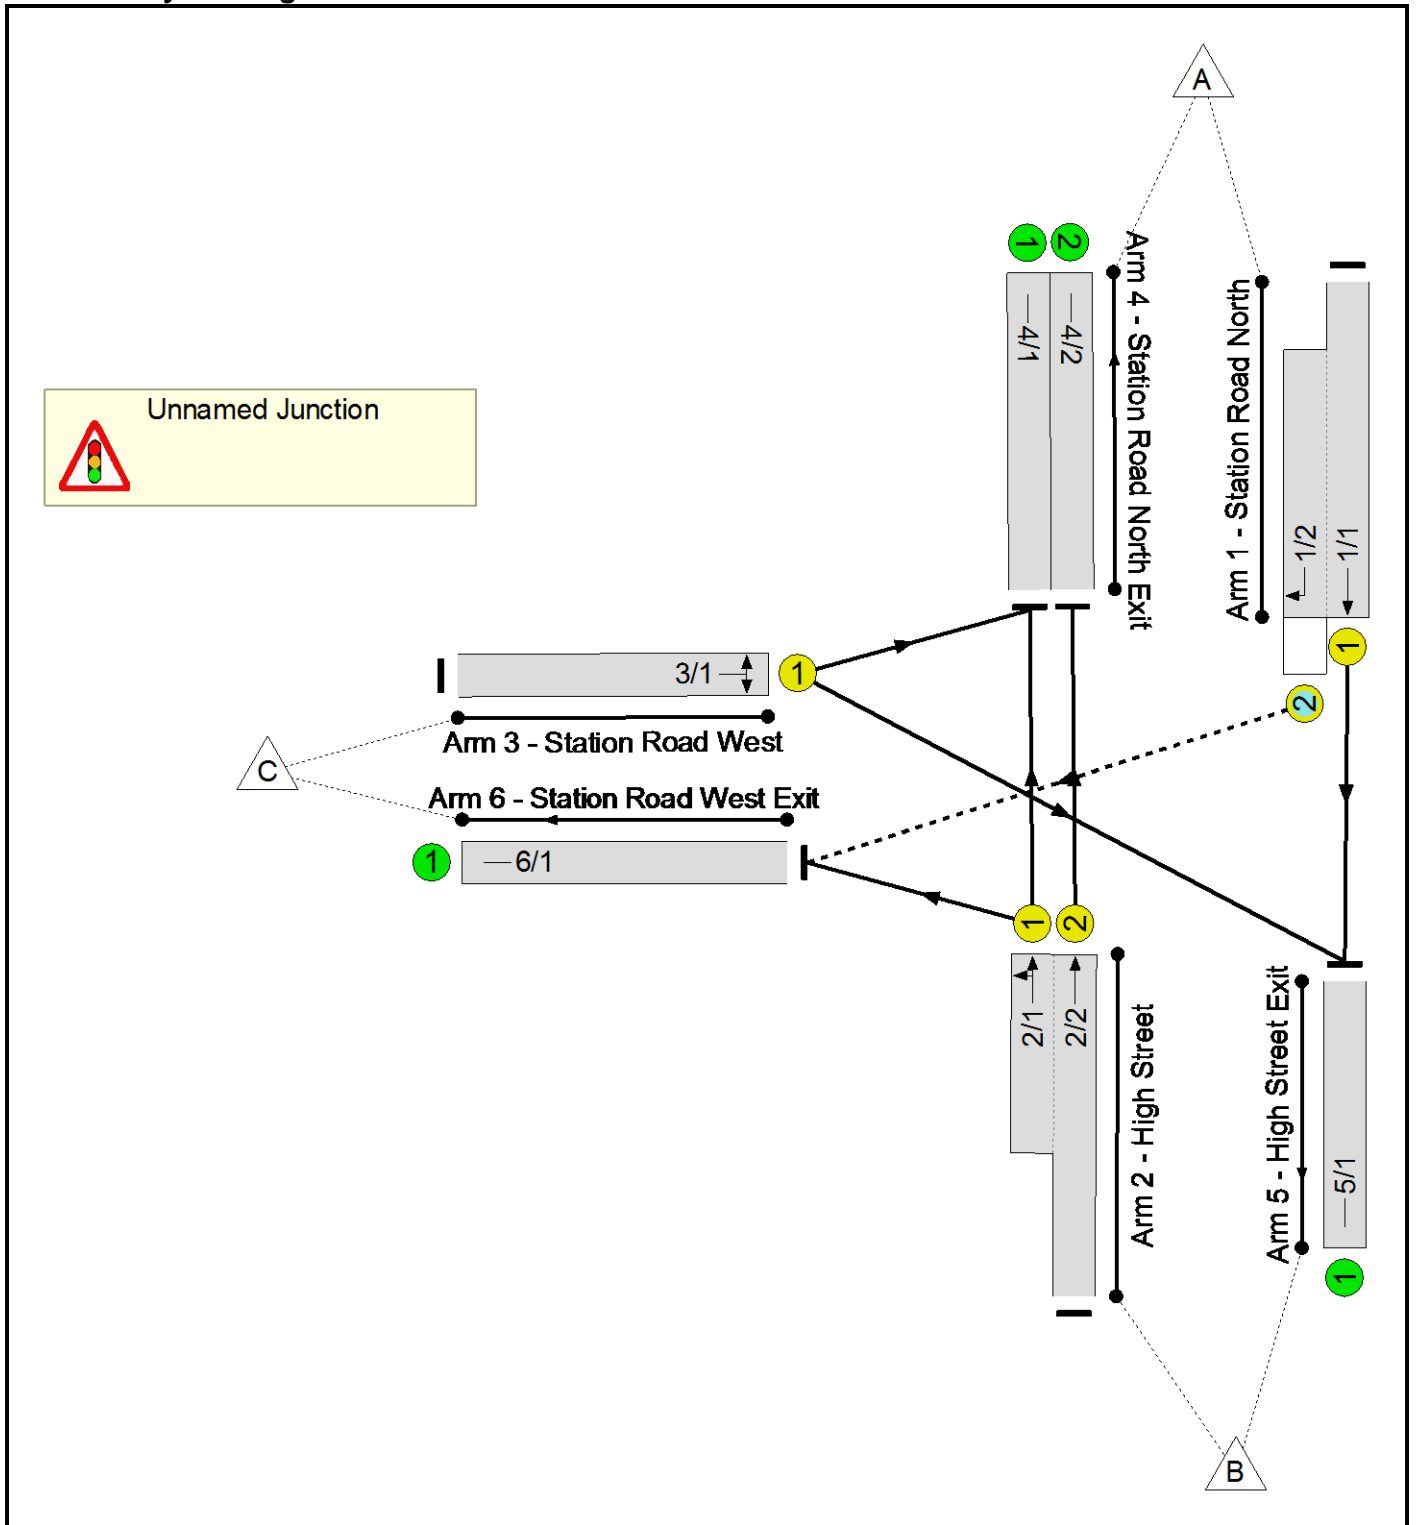 A
1
2
Arm 4 - Station Road North Exit
4/1
4/2
Arm 1 - Station Road North
1/2
1/1
1
2
Unnamed Junction
3/1
1
Arm 3 - Station Road West
C
Arm 6 - Station Road West Exit
1
6/1
1
2
2/1
2/2
Arm 2 - High Street
Arm 5 - High Street Exit
5/1
1
B